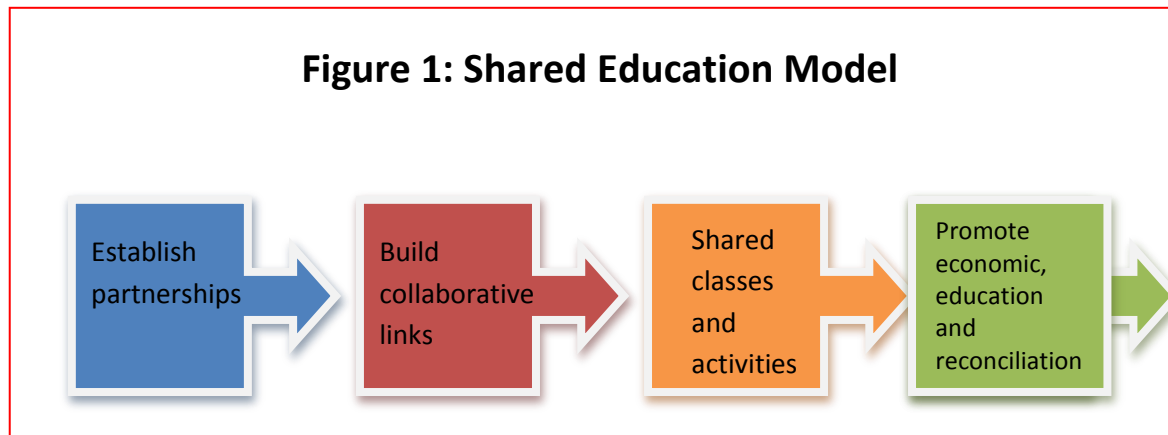 Figure 1: Shared Education Model
Establish
partnerships
Build
collaborative
links
Shared
classes
and
activities
Promote
economic,
education
and
reconciliation